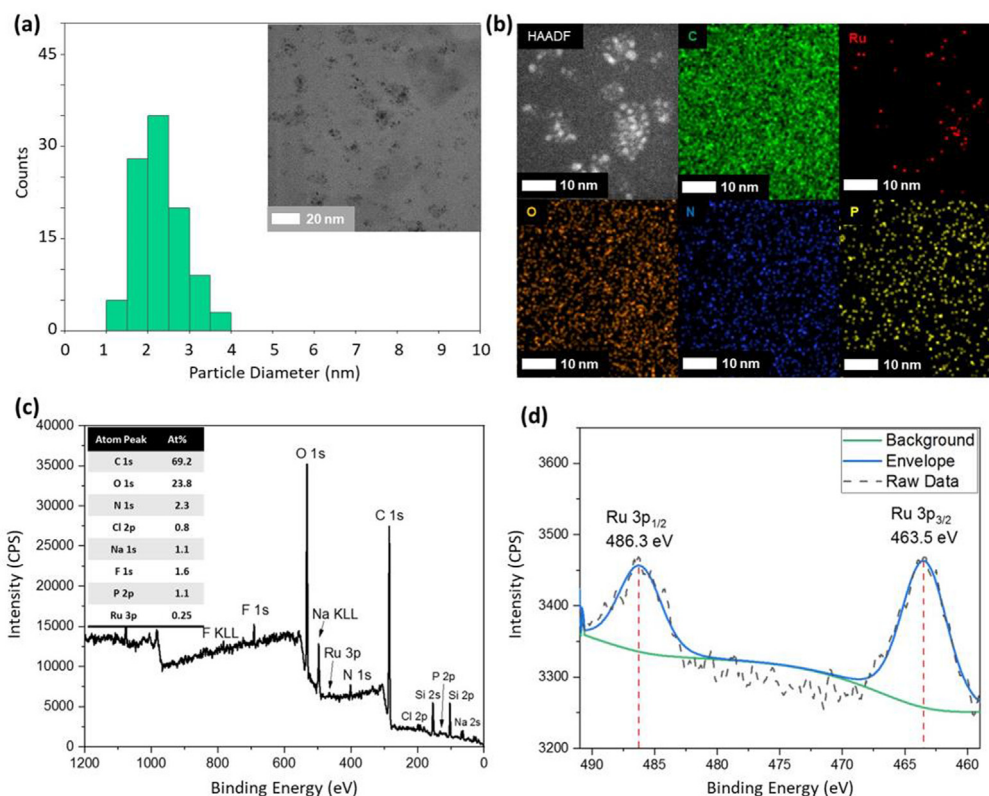 (a)
45
30
15
0
Counts
0 1 2 3 4 5 6 7 8 9 10
Particle Diameter (nm)
20 nm
(b)
HAADF
10 nm
C
10 nm
Ru
10 nm
O
10 nm
N
10 nm
P
10 nm
(c)
40000
35000
30000
25000
20000
15000
10000
5000
0
Intensity (CPS)
Atom Peak At%
C 1s 69.2
O 1s 23.8
N 1s 2.3
Cl 2p 0.8
Na 1s 1.1
F 1s 1.6
P 2p 1.1
Ru 3p 0.25
O 1s
C 1s
F KLL
F 1s
Na KLL
Ru 3p
N 1s
P 2p
Si 2s
Si 2p
Cl 2p
Na 2s
1200 1000 800 600 400 200 0
Binding Energy (eV)
(d)
3650
3600
3500
3400
3300
3200
Intensity (CPS)
Background
Envelope
Raw Data
Ru 3p1/2
486.3 eV
Ru 3p3/2
463.5 eV
490 485 480 475 470 465 460
Binding Energy (eV)